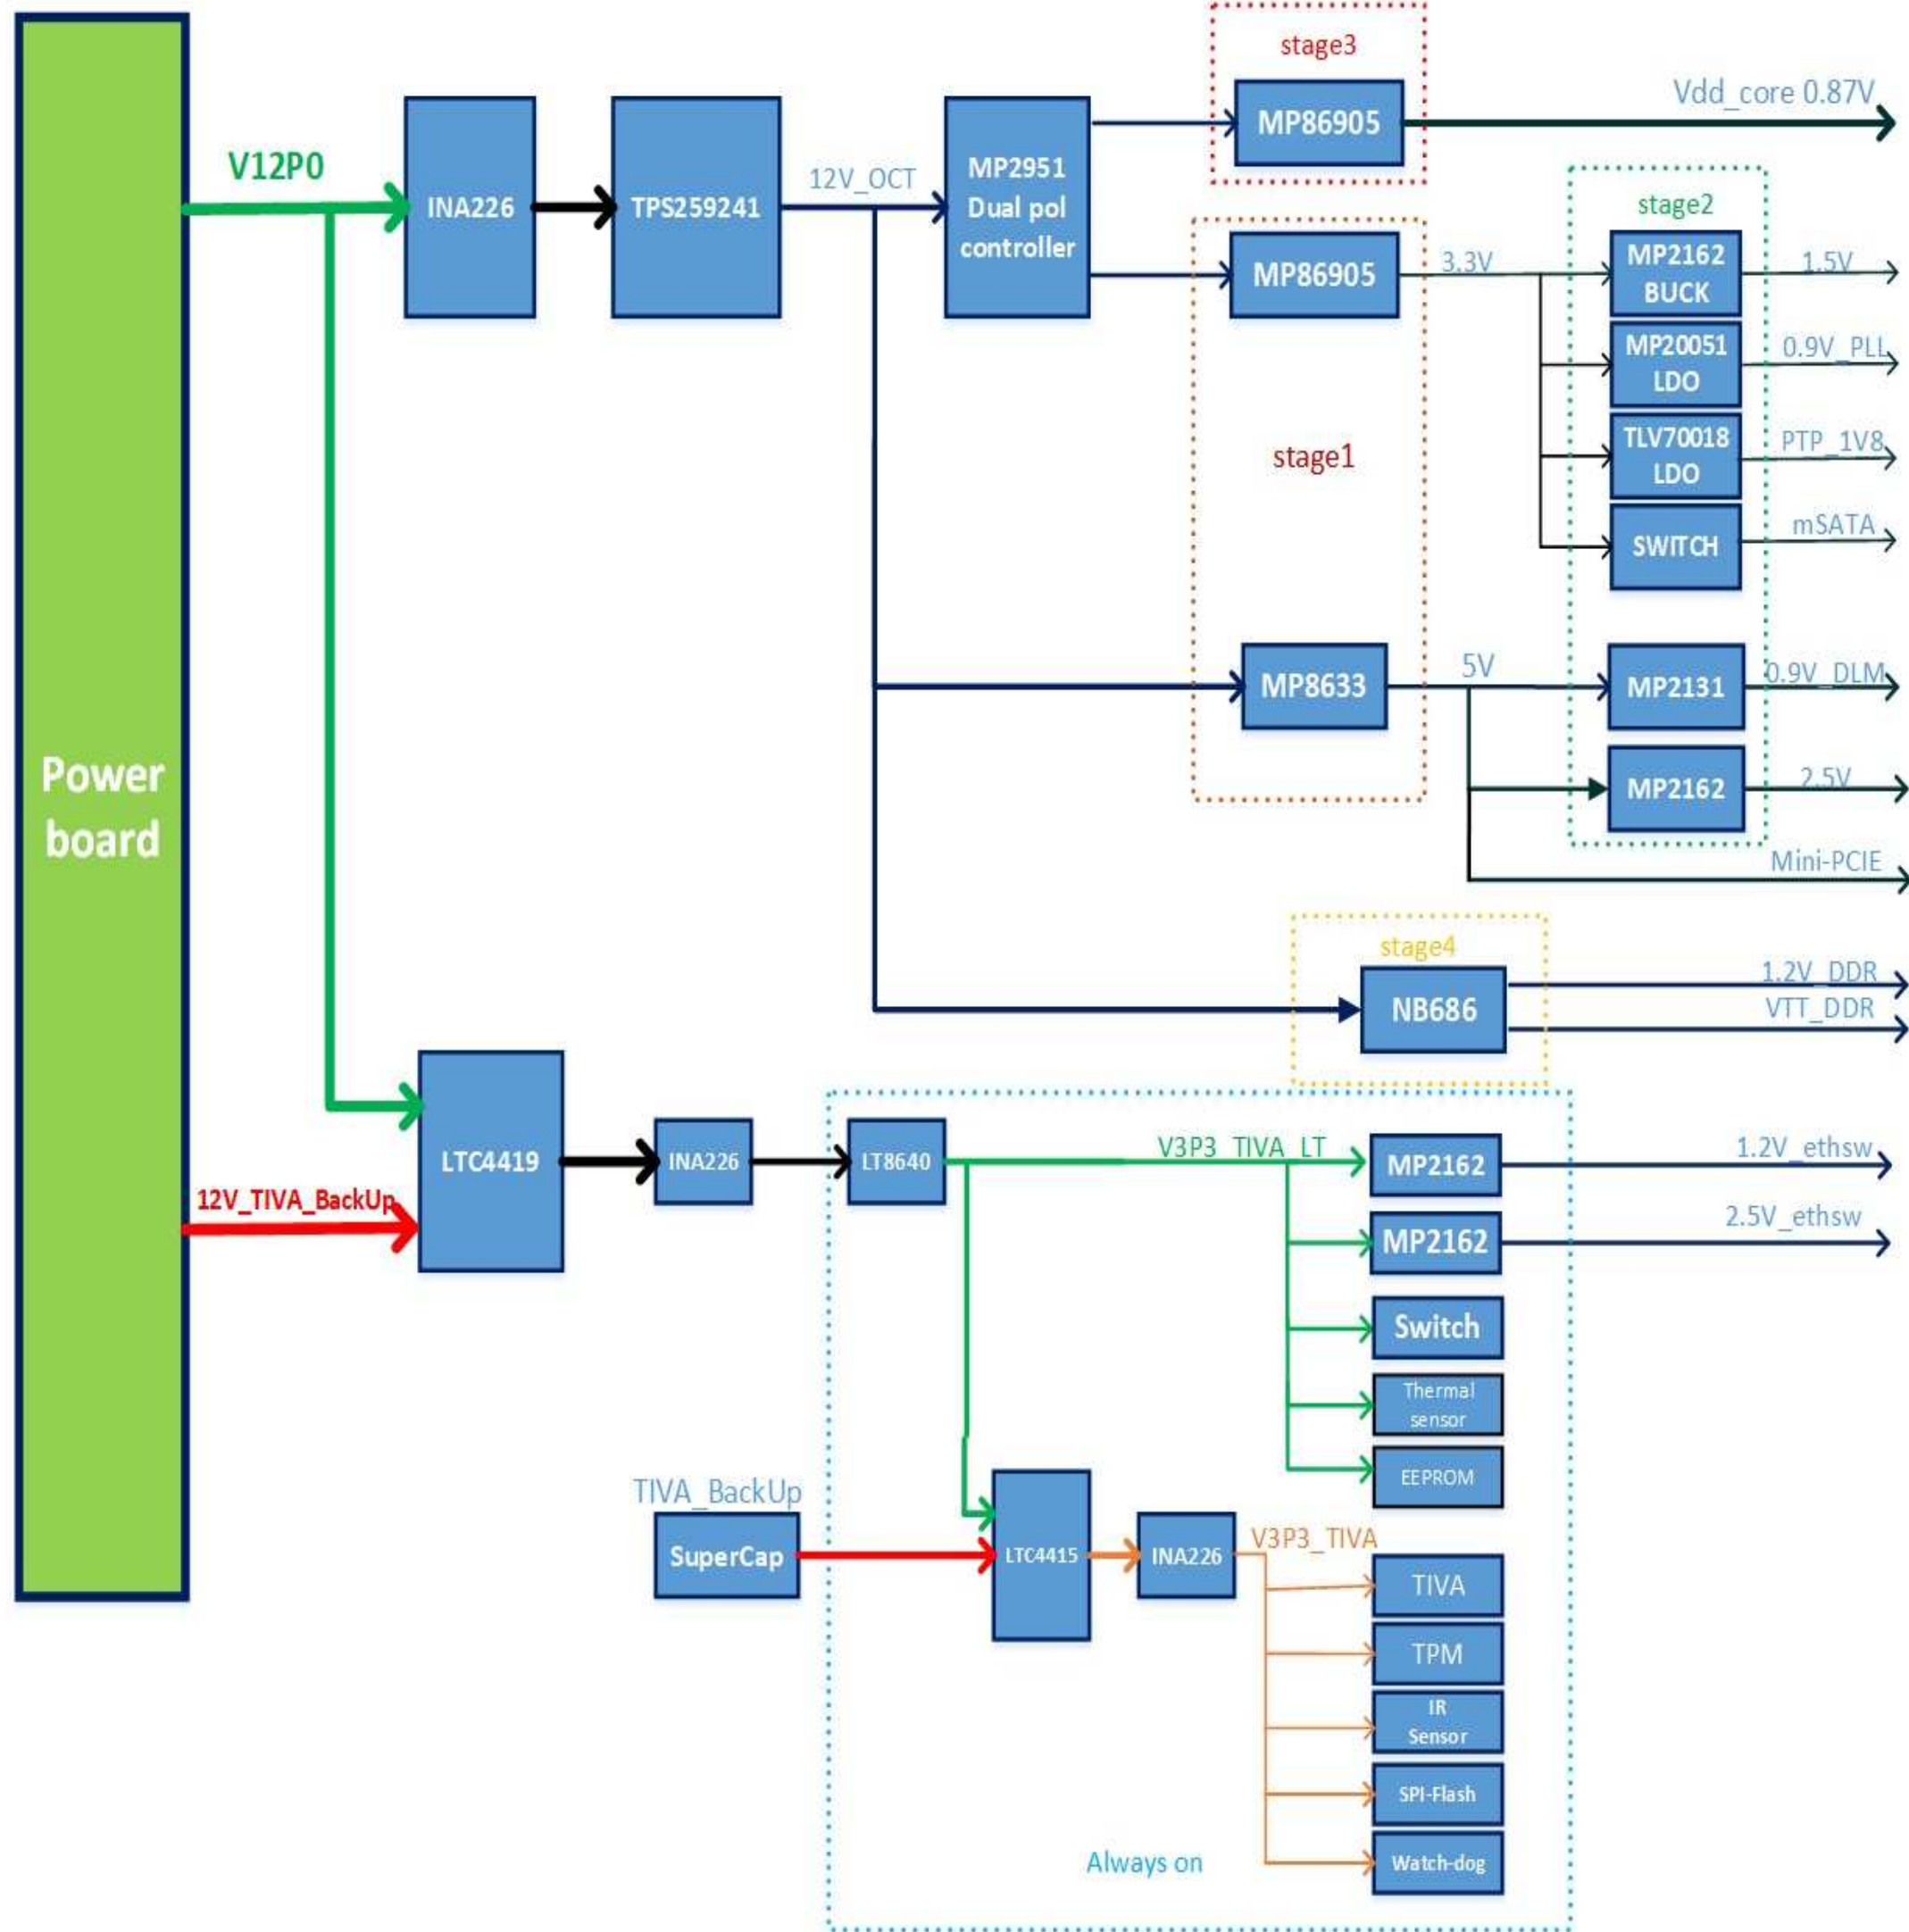 stage3
Vdd_core 0.87V
MP86905
V12P0
INA226
TPS259241
12V_OCT
MP2951
Dual pol
controller
stage2
MP86905
3.3V
MP2162
BUCK
1.5V
MP20051
LDO
0.9V_PLL
stage1
TLV70018
LDO
PTP_1V8
SWITCH
mSATA
MP8633
5V
MP2131
0.9V_DLM
MP2162
2.5V
Power
board
Mini-PCIE
stage4
NB686
1.2V_DDR
VTT_DDR
LTC4419
12V_TIVA_BackUp
INA226
LT8640
V3P3_TIVA_LT
MP2162
1.2V_ethsw
MP2162
2.5V_ethsw
Switch
Thermal
sensor
EEPROM
TIVA_BackUp
SuperCap
LTC4415
INA226
V3P3_TIVA
TIVA
TPM
IR
Sensor
SPI-Flash
Watch-dog
Always on